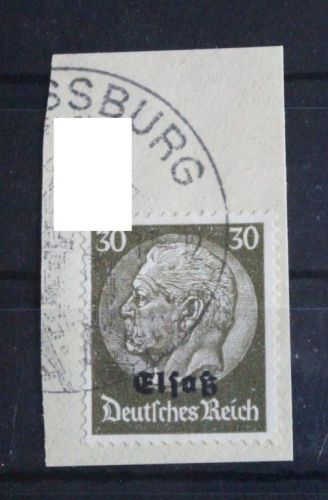 SSBURG
30 30
Elsaß
Deutsches Reich